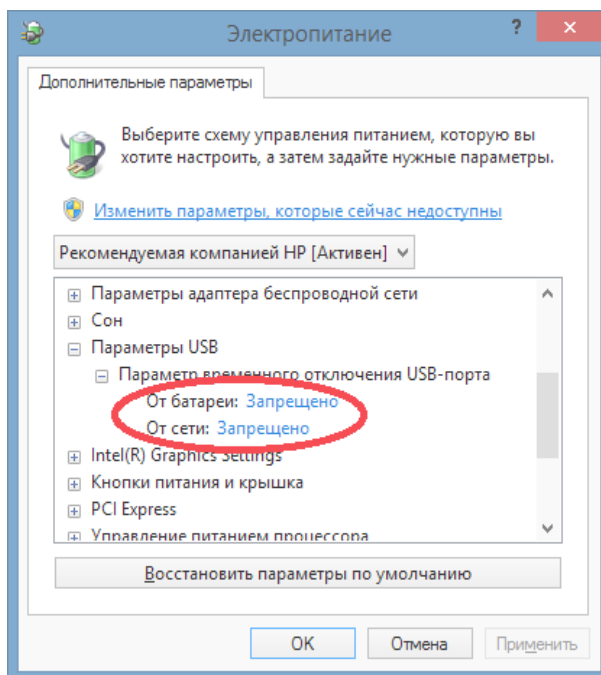 Электропитание
?
Дополнительные параметры
Выберите схему управления питанием, которую вы
хотите настроить, а затем задайте нужные параметры.
Изменить параметры, которые сейчас недоступны
Рекомендуемая компанией HP [Активен]
Параметры адаптера беспроводной сети
Сон
Параметры USB
Параметр временного отключения USB-порта
От батареи: Запрещено
От сети: Запрещено
Intel(R) Graphics Settings
Кнопки питания и крышка
PCI Express
Управление питанием процессора
Восстановить параметры по умолчанию
OK Отмена Применить